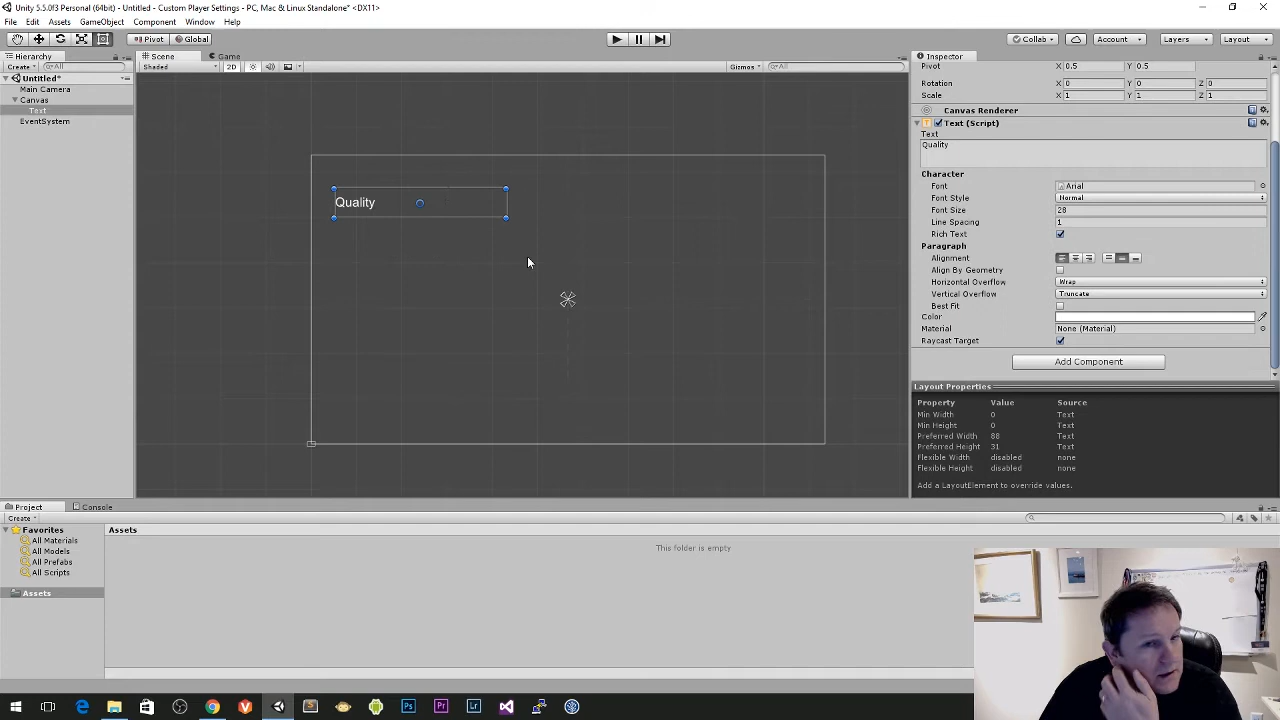 Unity 5.5.0f3 Personal (64bit) - Untitled - Custom Player Settings - PC, Mac & Linux Standalone* <DX11>
File Edit Assets GameObject Component Window Help
Pivot Global Collab Account Layers Layout
Hierarchy
Create All
Untitled*
Main Camera
Canvas
Text
EventSystem
Scene Game
Shaded 2D Gizmos All
Quality
Inspector
Pivot X 0.5 Y 0.5
Rotation X 0 Y 0 Z 0
Scale X 1 Y 1 Z 1
Canvas Renderer
Text (Script)
Text
Quality
Character
Font Arial
Font Style Normal
Font Size 28
Line Spacing 1
Rich Text
Paragraph
Alignment
Align By Geometry
Horizontal Overflow Wrap
Vertical Overflow Truncate
Best Fit
Color
Material None (Material)
Raycast Target
Add Component
Layout Properties
Property Value Source
Min Width 0 Text
Min Height 0 Text
Preferred Width 88 Text
Preferred Height 31 Text
Flexible Width disabled none
Flexible Height disabled none
Add a LayoutElement to override values.
Project Console
Create
Favorites
All Materials
All Models
All Prefabs
All Scripts
Assets
Assets
This folder is empty
Ps Pr Lr